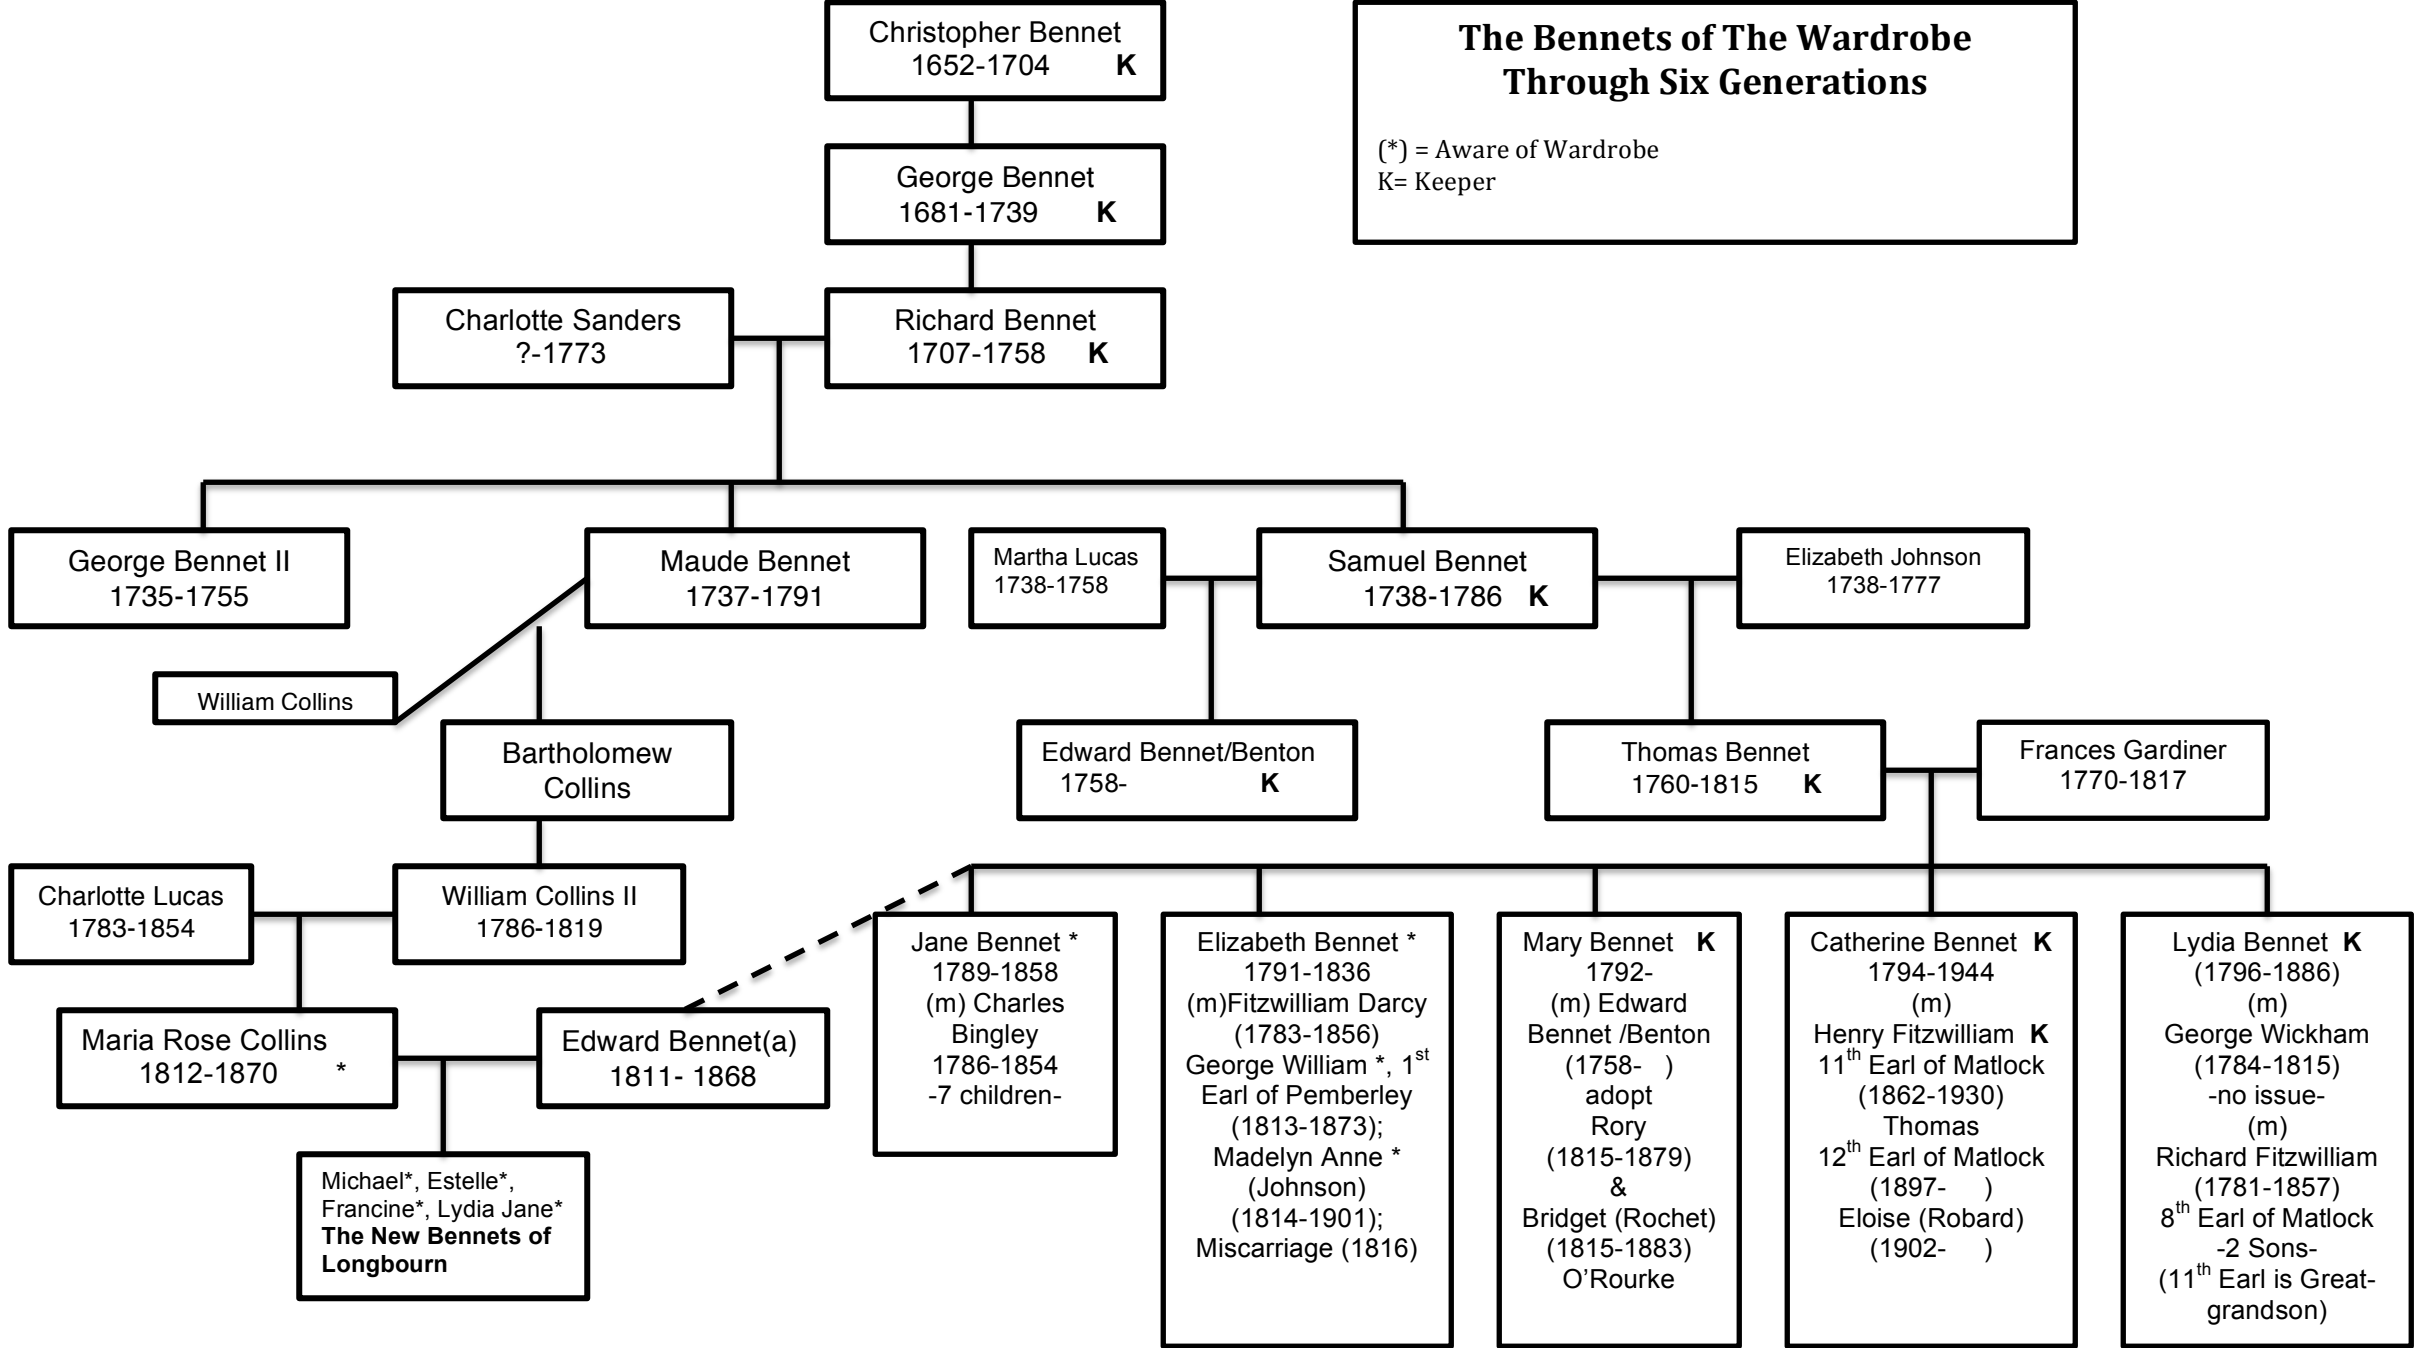 Christopher Bennet
1652-1704 K
The Bennets of The Wardrobe
Through Six Generations
(*) = Aware of Wardrobe
K= Keeper
George Bennet
1681-1739 K
Charlotte Sanders
?-1773
Richard Bennet
1707-1758 K
George Bennet II
1735-1755
Maude Bennet
1737-1791
Martha Lucas
1738-1758
Samuel Bennet
1738-1786 K
Elizabeth Johnson
1738-1777
William Collins
Bartholomew
Collins
Edward Bennet/Benton
1758- K
Thomas Bennet
1760-1815 K
Frances Gardiner
1770-1817
Charlotte Lucas
1783-1854
William Collins II
1786-1819
Maria Rose Collins
1812-1870 *
Edward Bennet(a)
1811- 1868
Jane Bennet *
1789-1858
(m) Charles
Bingley
1786-1854
-7 children-
Elizabeth Bennet *
1791-1836
(m)Fitzwilliam Darcy
(1783-1856)
George William *, 1st
Earl of Pemberley
(1813-1873);
Madelyn Anne *
(Johnson)
(1814-1901);
Miscarriage (1816)
Mary Bennet K
1792-
(m) Edward
Bennet /Benton
(1758- )
adopt
Rory
(1815-1879)
&
Bridget (Rochet)
(1815-1883)
O'Rourke
Catherine Bennet K
1794-1944
(m)
Henry Fitzwilliam K
11th Earl of Matlock
(1862-1930)
Thomas
12th Earl of Matlock
(1897- )
Eloise (Robard)
(1902- )
Lydia Bennet K
(1796-1886)
(m)
George Wickham
(1784-1815)
-no issue-
(m)
Richard Fitzwilliam
(1781-1857)
8th Earl of Matlock
-2 Sons-
(11th Earl is Great-
grandson)
Michael*, Estelle*,
Francine*, Lydia Jane*
The New Bennets of
Longbourn